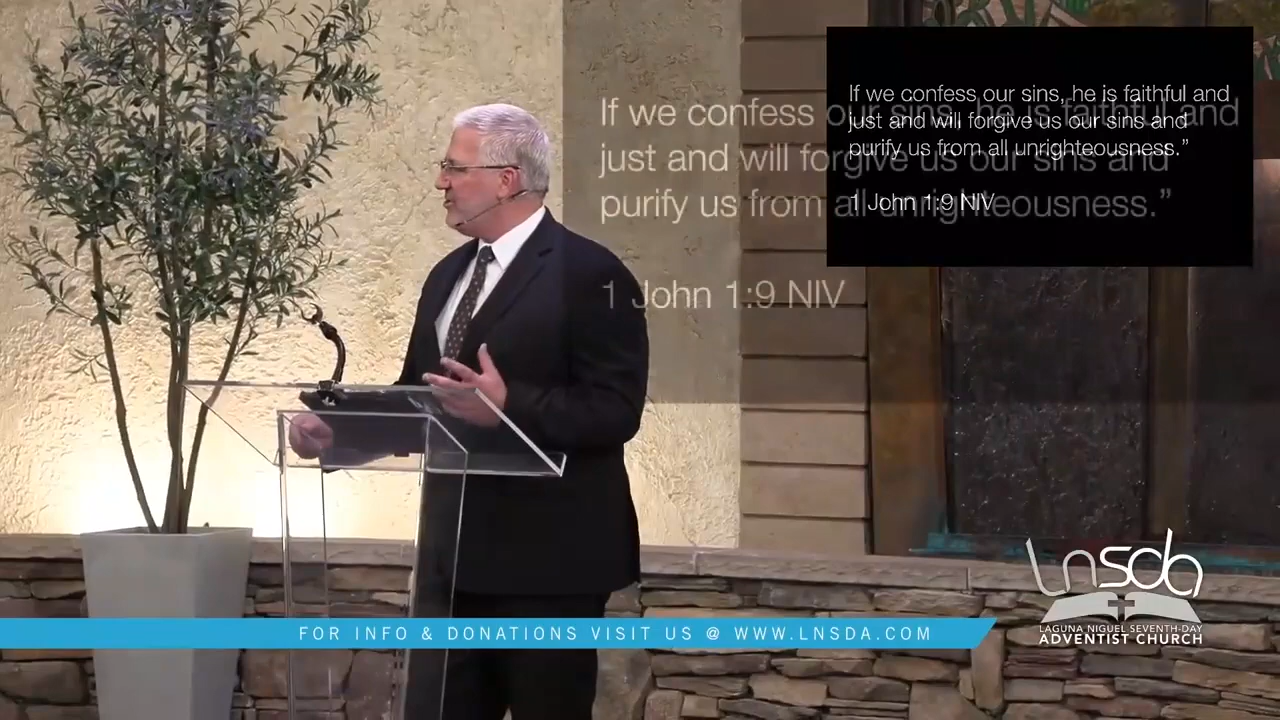 If we confess our sins, he is faithful and
just and will forgive us our sins and
purify us from all unrighteousness.”
1 John 1:9 NIV
If we confess our sins, he is faithful and
just and will forgive us our sins and
purify us from all unrighteousness.”
1 John 1:9 NIV
FOR INFO & DONATIONS VISIT US @ WWW.LNSDA.COM
Lnsda
LAGUNA NIGUEL SEVENTH-DAY
ADVENTIST CHURCH